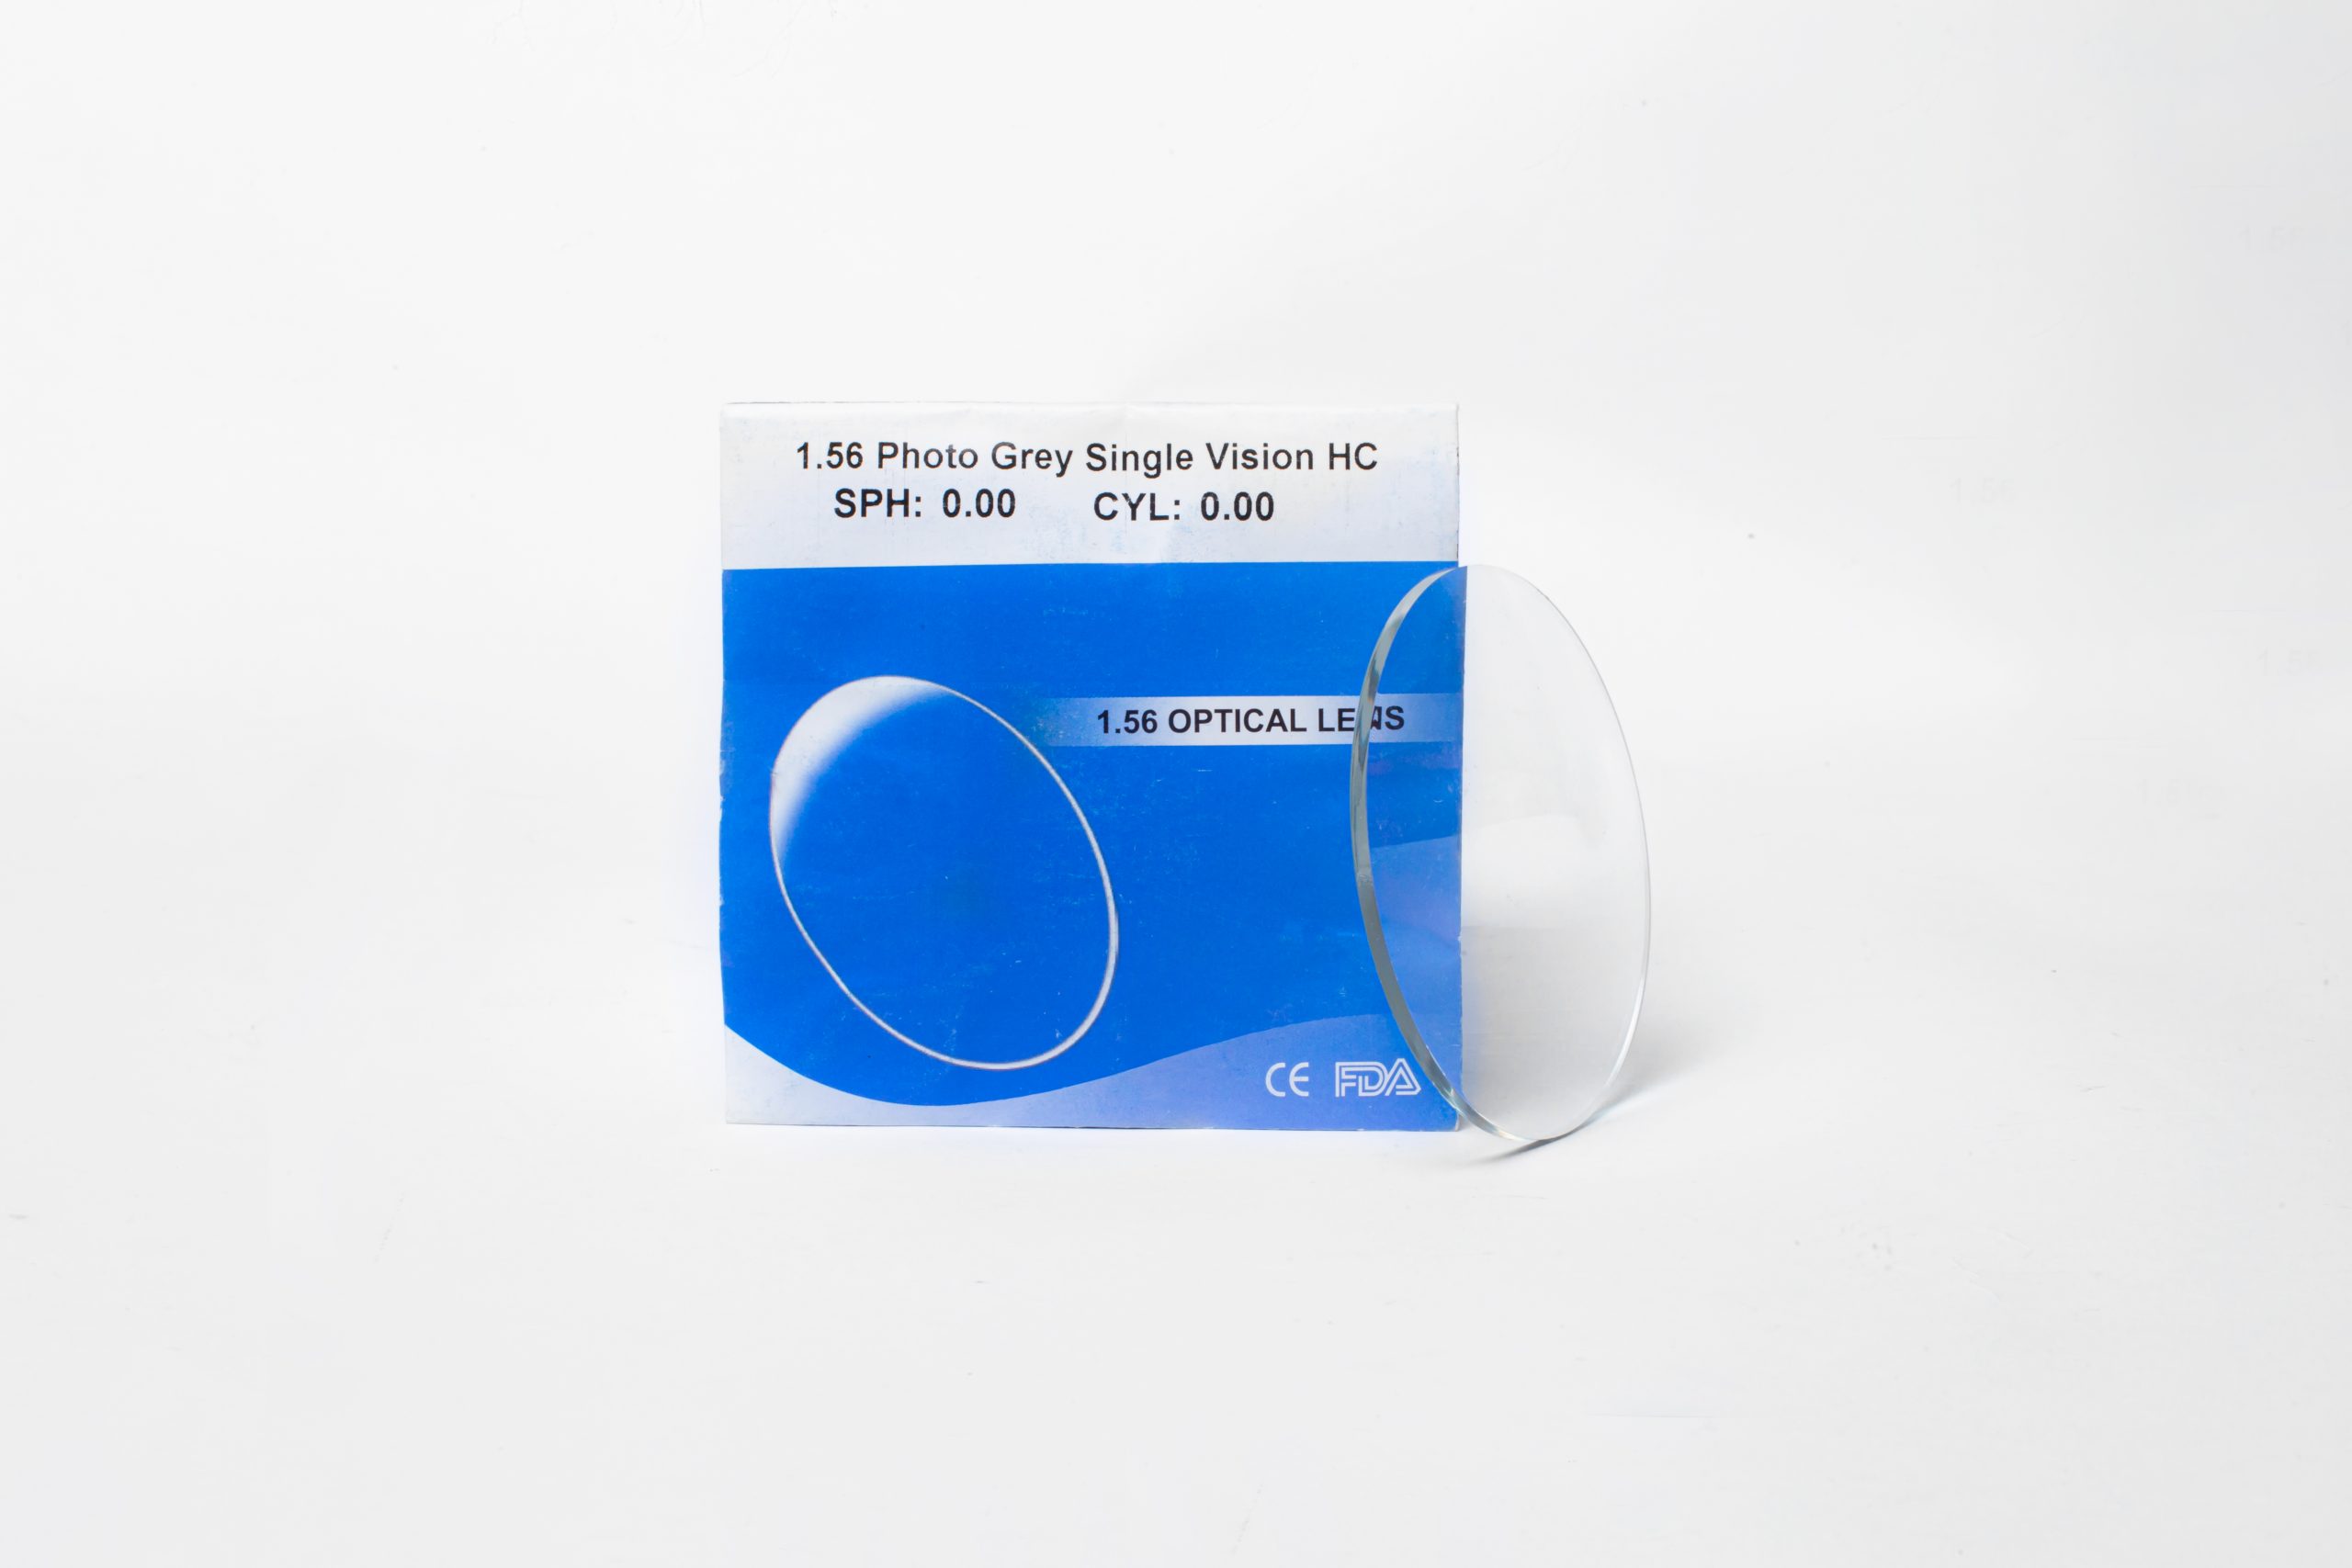 1.56 Photo Grey Single Vision HC
SPH: 0.00 CYL: 0.00
1.56 OPTICAL LENS
CE FDA